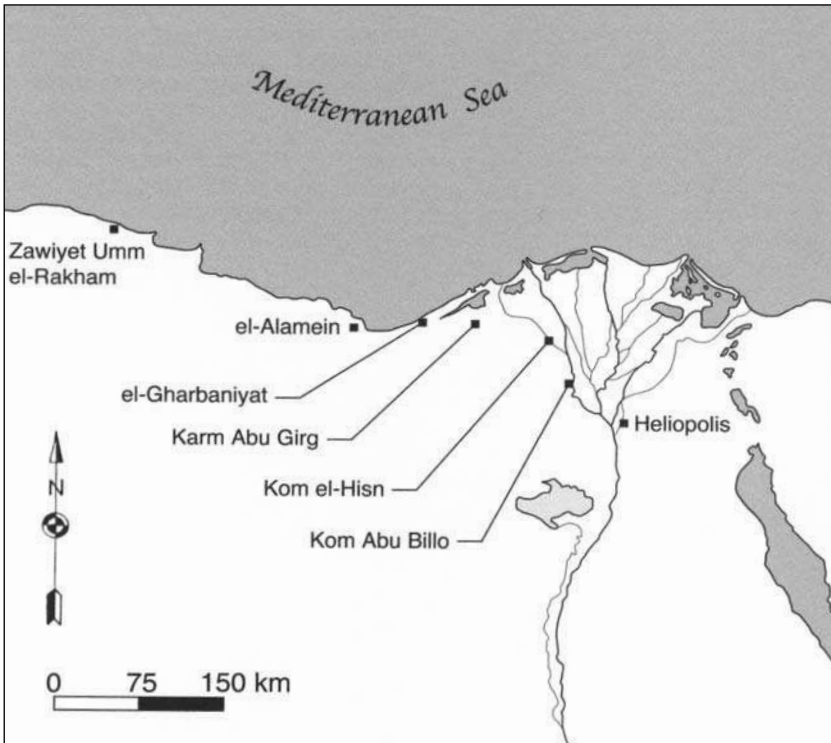 Mediterranean Sea
Zawiyet Umm
el-Rakham
el-Alamein
el-Gharbaniyat
Karm Abu Girg
Heliopolis
Kom el-Hisn
N
Kom Abu Billo
0 75 150 km